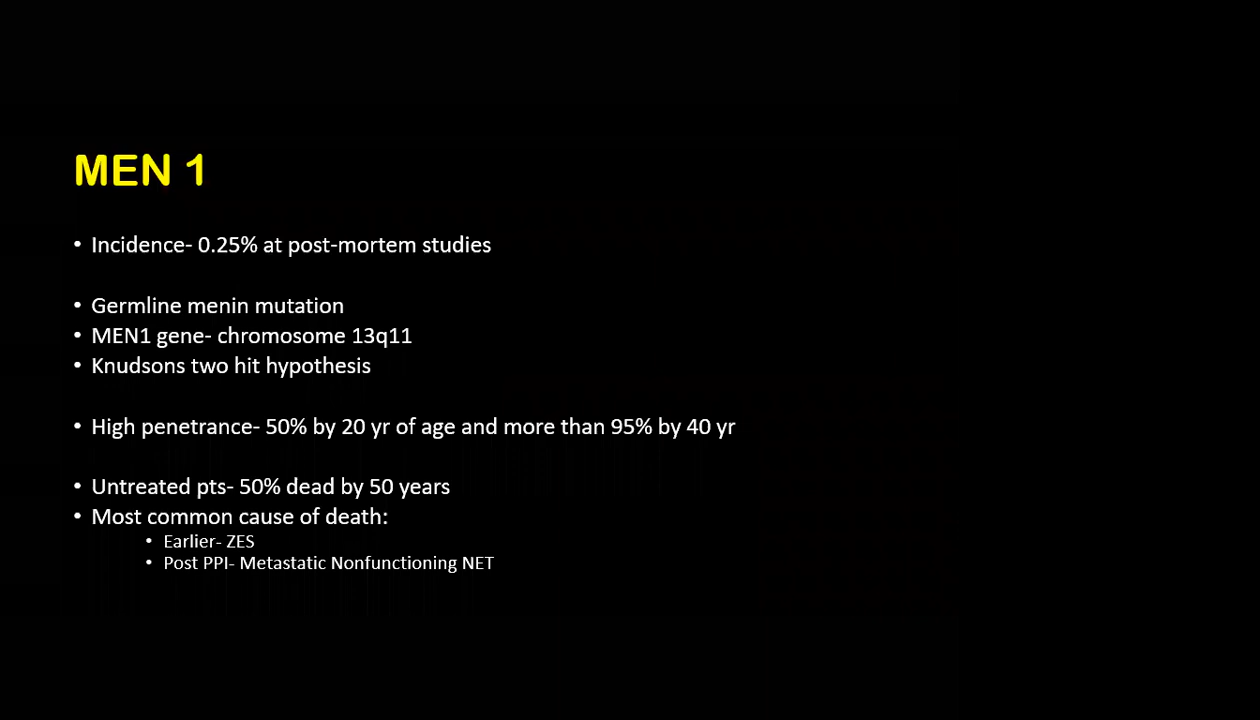 MEN 1
• Incidence- 0.25% at post-mortem studies
• Germline menin mutation
• MEN1 gene- chromosome 13q11
• Knudsons two hit hypothesis
• High penetrance- 50% by 20 yr of age and more than 95% by 40 yr
• Untreated pts- 50% dead by 50 years
• Most common cause of death:
• Earlier- ZES
• Post PPI- Metastatic Nonfunctioning NET